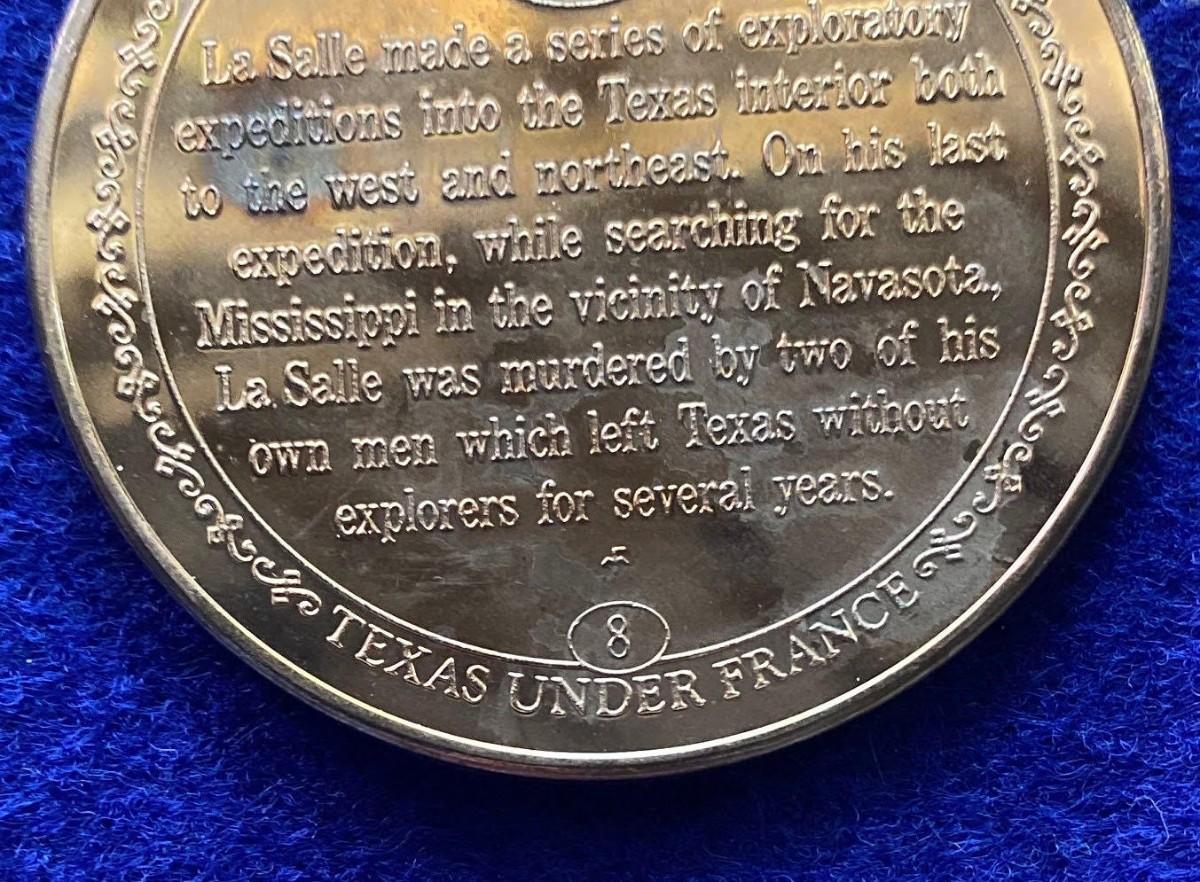 La Salle made a series of exploratory
expeditions into the Texas interior both
to the west and northeast. On his last
expedition, while searching for the
Mississippi in the vicinity of Navasota,
La Salle was murdered by two of his
own men which left Texas without
explorers for several years.
8
TEXAS UNDER FRANCE